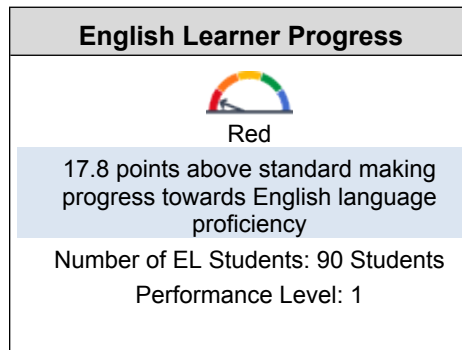 English Learner Progress
Red
17.8 points above standard making
progress towards English language
proficiency
Number of EL Students: 90 Students
Performance Level: 1